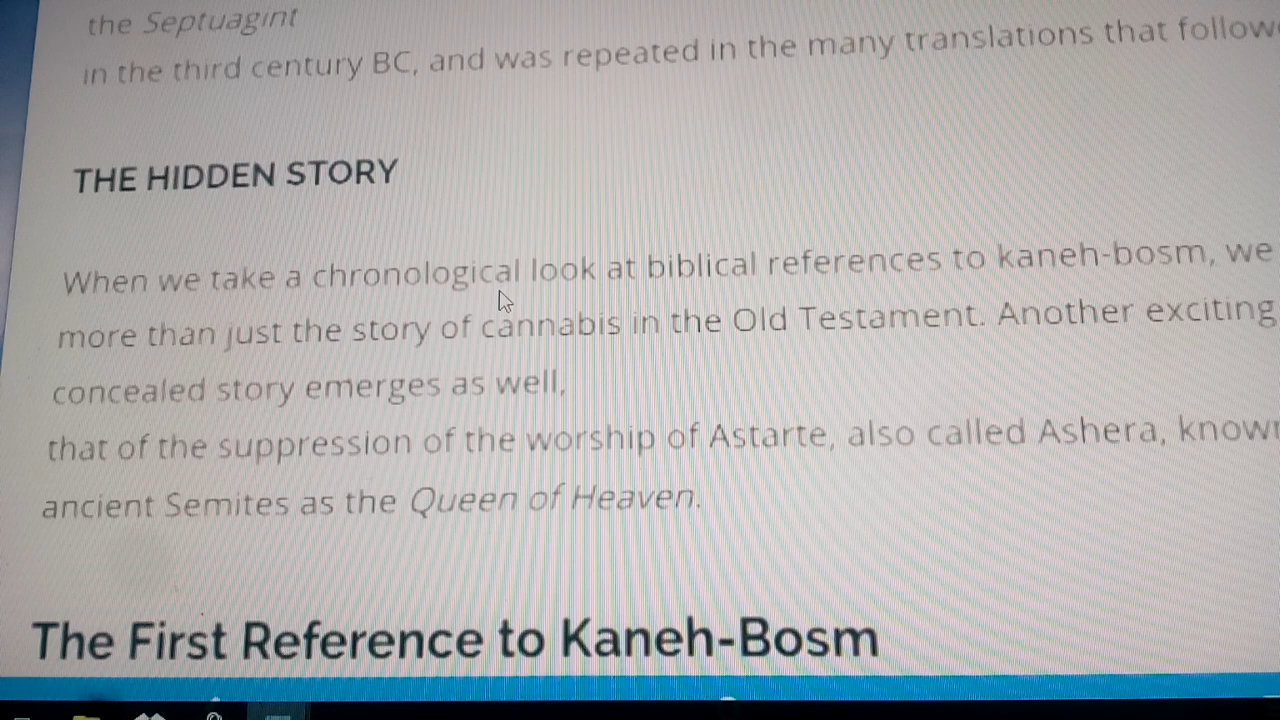 the Septuagint
in the third century BC, and was repeated in the many translations that follow
THE HIDDEN STORY
When we take a chronological look at biblical references to kaneh-bosm, we
more than just the story of cannabis in the Old Testament. Another exciting
concealed story emerges as well,
that of the suppression of the worship of Astarte, also called Ashera, known
ancient Semites as the Queen of Heaven.
The First Reference to Kaneh-Bosm